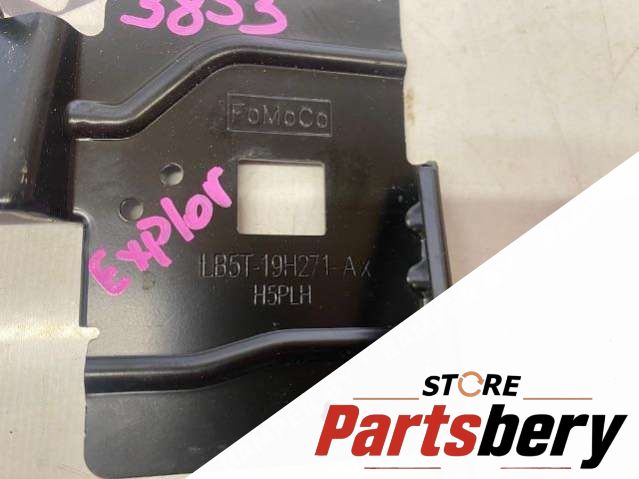 3853
FoMoCo
Explor
LB5T-19H271-Ax
H5PLH
STORE
Partsbery